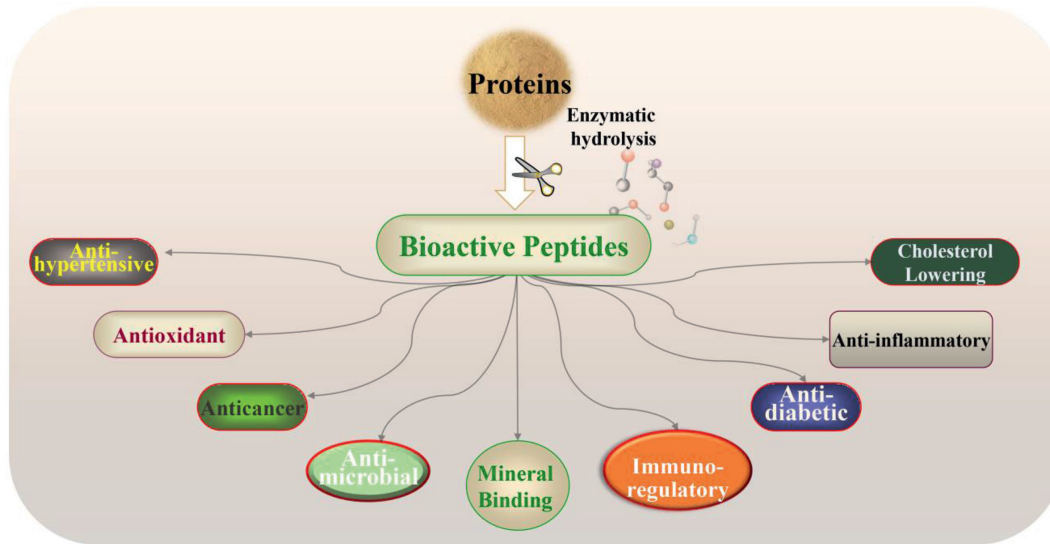 Proteins
Enzymatic
hydrolysis
Bioactive Peptides
Anti-
hypertensive
Cholesterol
Lowering
Antioxidant
Anti-inflammatory
Anticancer
Anti-
diabetic
Anti-
microbial
Mineral
Binding
Immuno-
regulatory